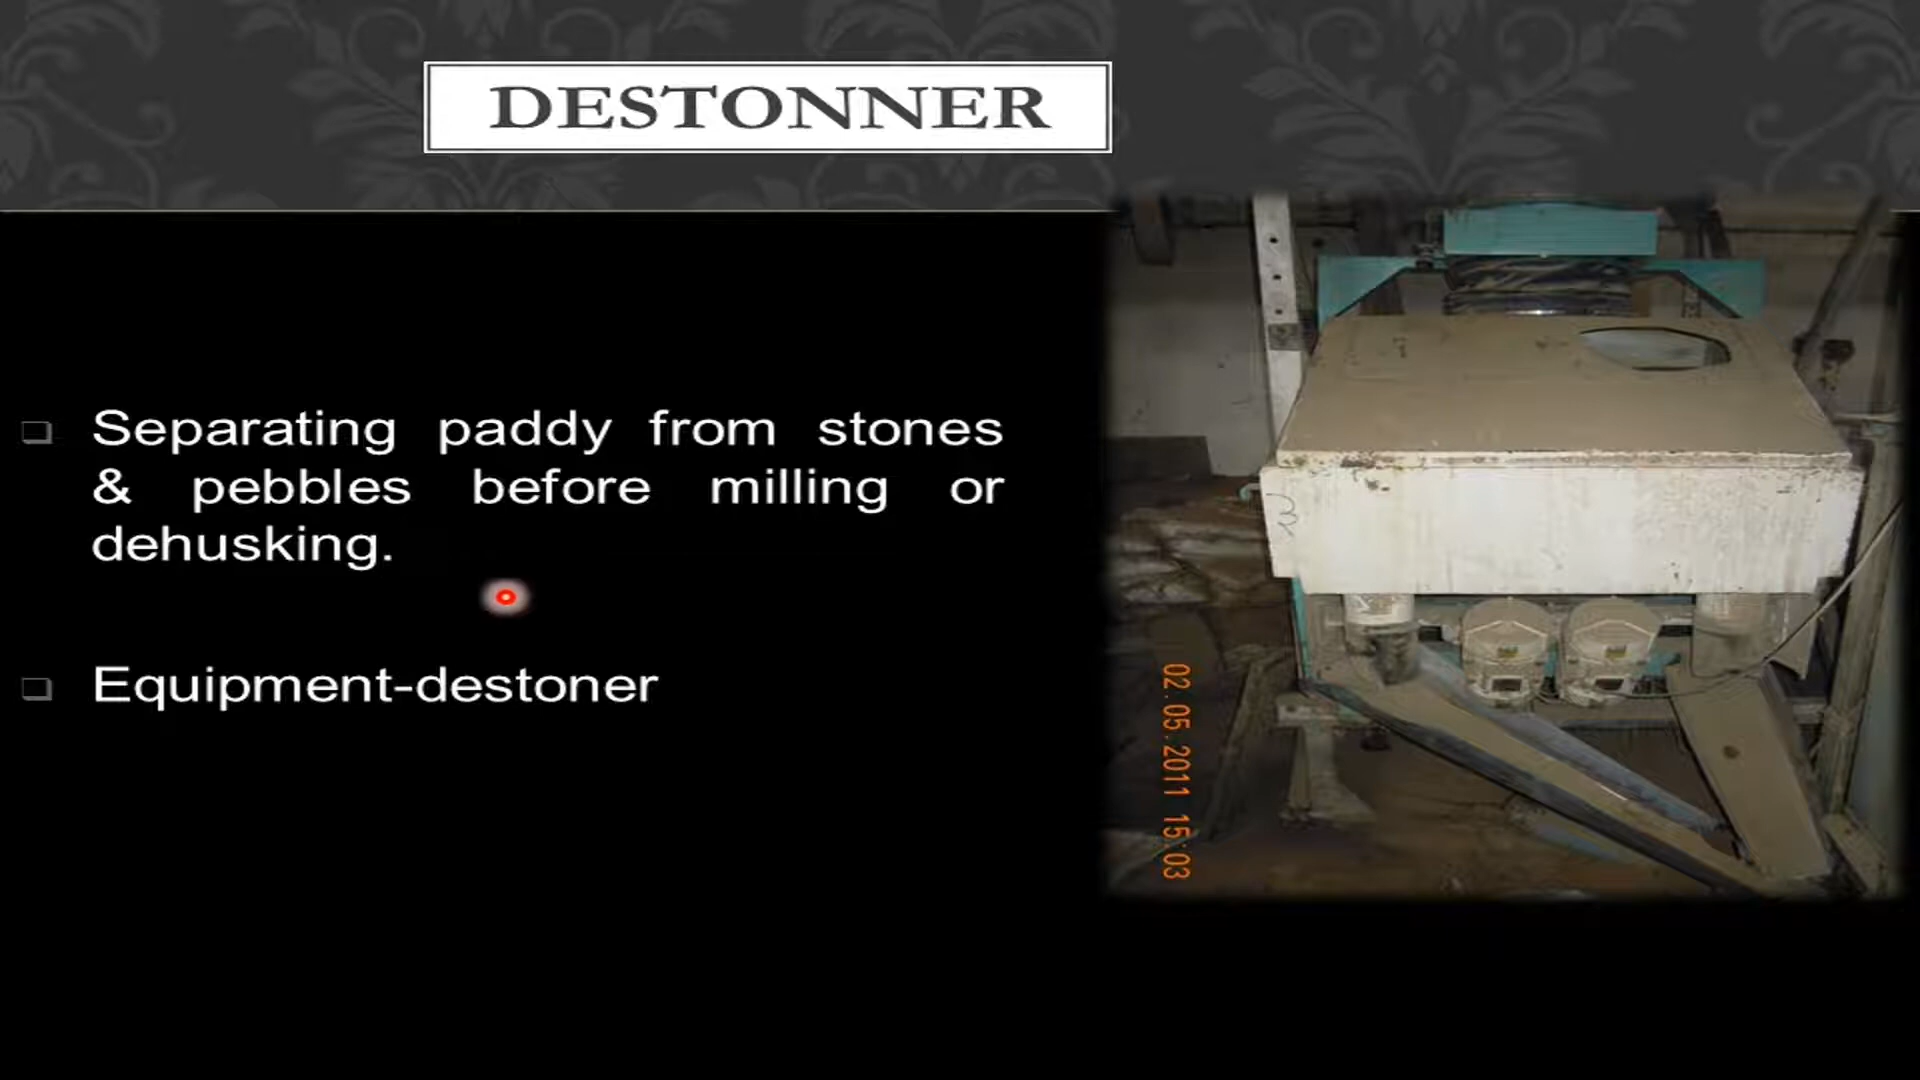 DESTONNER
Separating paddy from stones
& pebbles before milling or
dehusking.
Equipment-destoner
02.05.2011 15:03